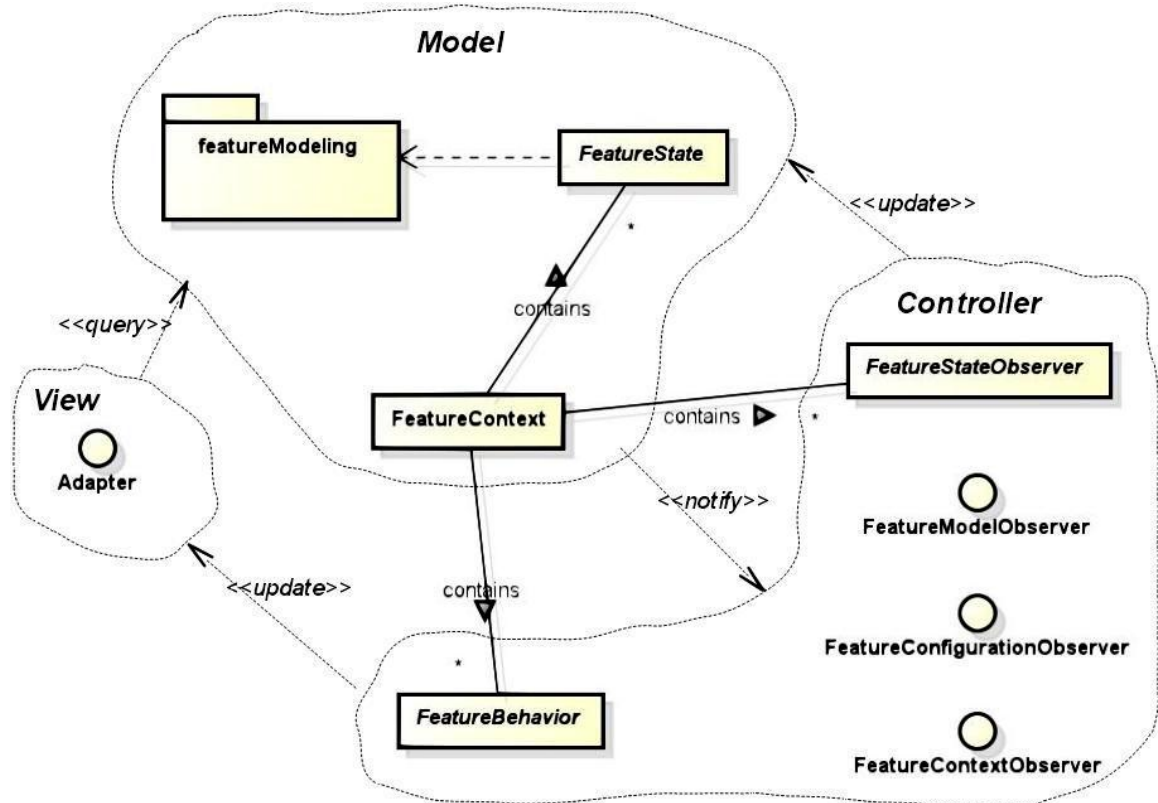 Model
featureModeling
FeatureState
<<update>>
*
contains
Controller
<<query>>
FeatureStateObserver
View
FeatureContext
contains
*
Adapter
<<notify>>
FeatureModelObserver
<<update>>
contains
FeatureConfigurationObserver
*
FeatureBehavior
FeatureContextObserver